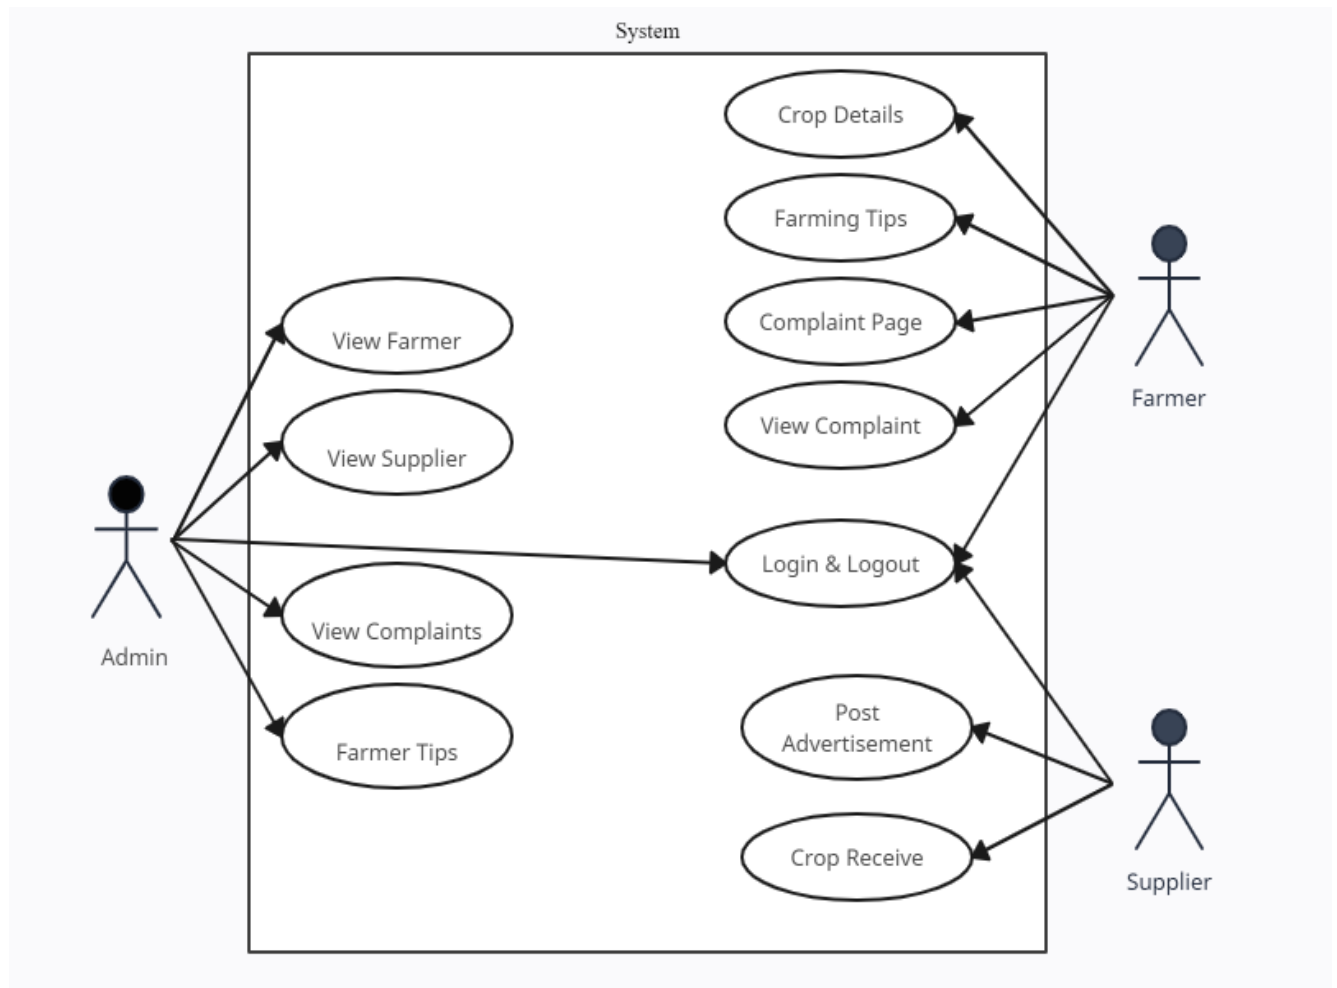 System
Crop Details
Farming Tips
Complaint Page
View Complaint
Login & Logout
Post
Advertisement
Crop Receive
View Farmer
View Supplier
View Complaints
Farmer Tips
Admin
Farmer
Supplier